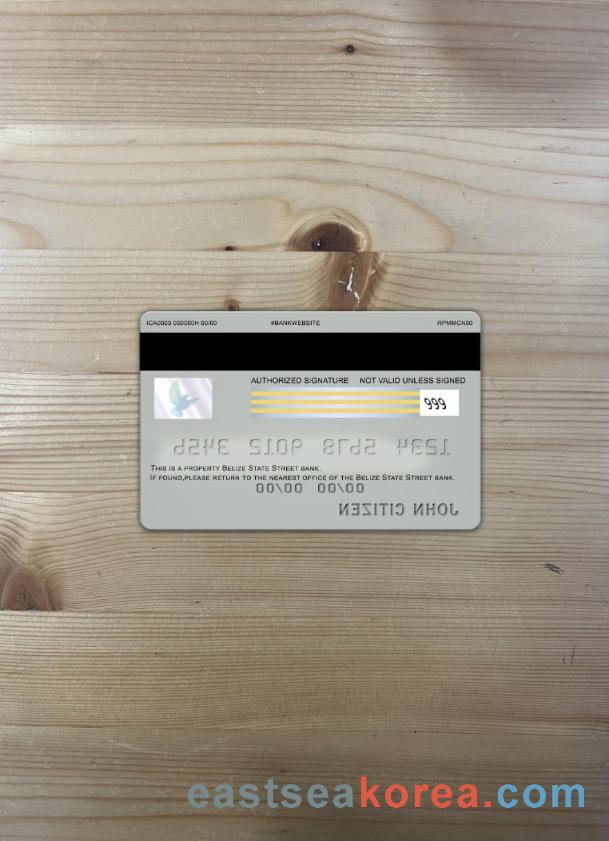 ICA0000 000000H 00/00 #BANKWEBSITE RPMMCN00
AUTHORIZED SIGNATURE NOT VALID UNLESS SIGNED
999
1234 5678 9012 3456
THIS IS A PROPERTY BELIZE STATE STREET BANK.
IF FOUND,PLEASE RETURN TO THE NEAREST OFFICE OF THE BELIZE STATE STREET BANK.
00/00 00/00
JOHN CITIZEN
eastseakorea.com